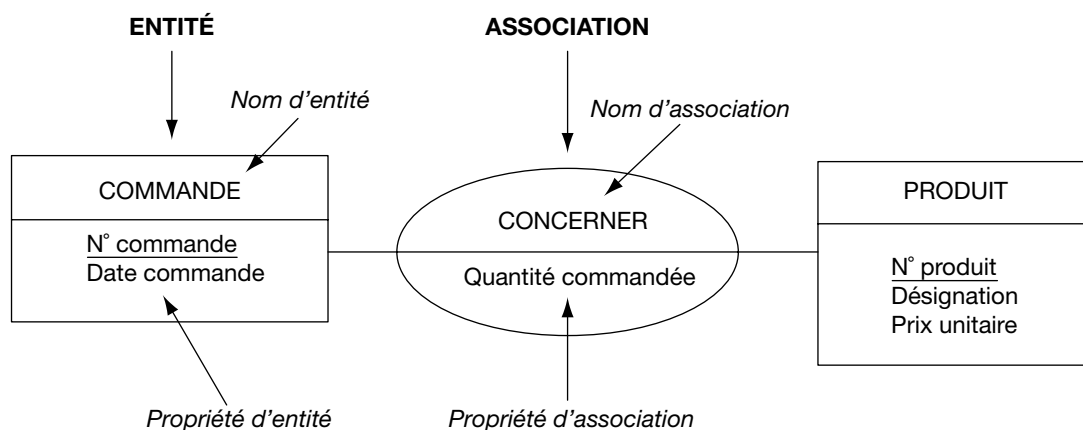 ENTITÉ
ASSOCIATION
Nom d'entité
Nom d'association
COMMANDE
CONCERNER
PRODUIT
N° commande
Date commande
Quantité commandée
N° produit
Désignation
Prix unitaire
Propriété d'entité
Propriété d'association